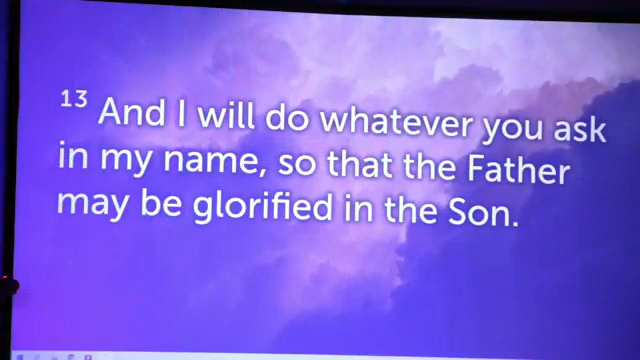 13 And I will do whatever you ask
in my name, so that the Father
may be glorified in the Son.